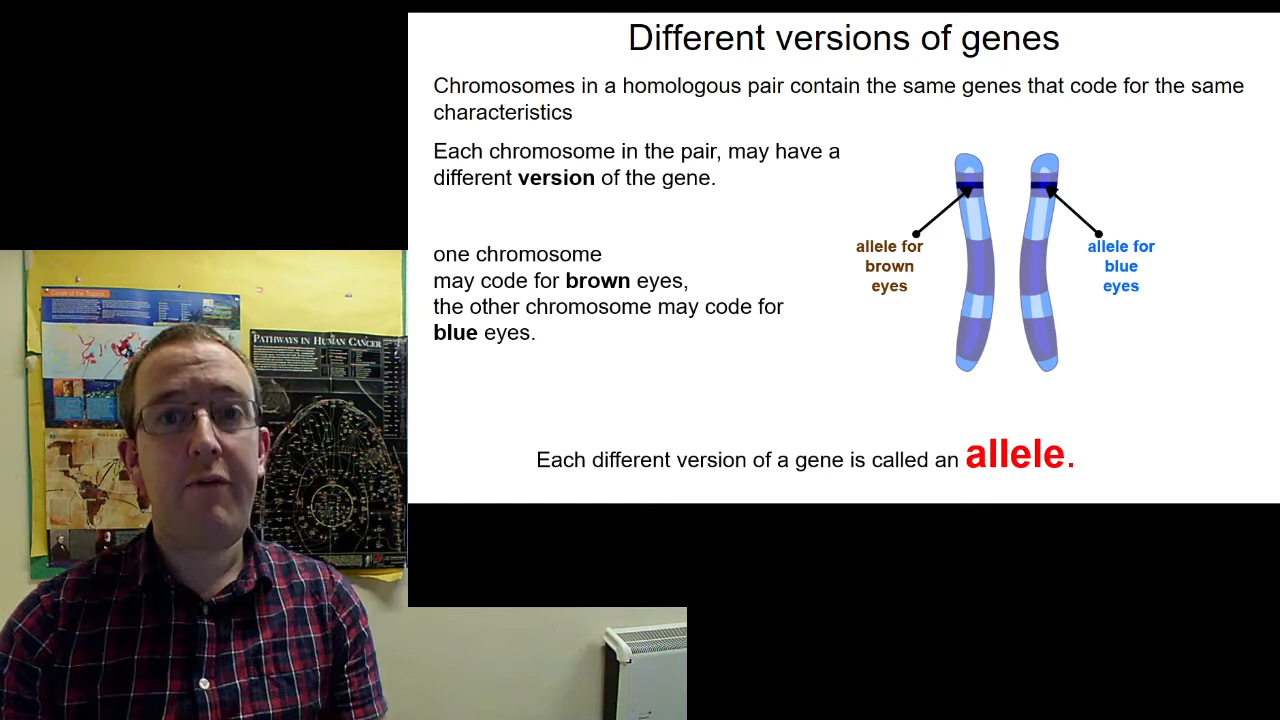 Different versions of genes
Chromosomes in a homologous pair contain the same genes that code for the same
characteristics
Each chromosome in the pair, may have a
different version of the gene.
one chromosome
may code for brown eyes,
the other chromosome may code for
blue eyes.
allele for
brown
eyes
allele for
blue
eyes
Each different version of a gene is called an allele.
PATHWAYS IN HUMAN CANCER